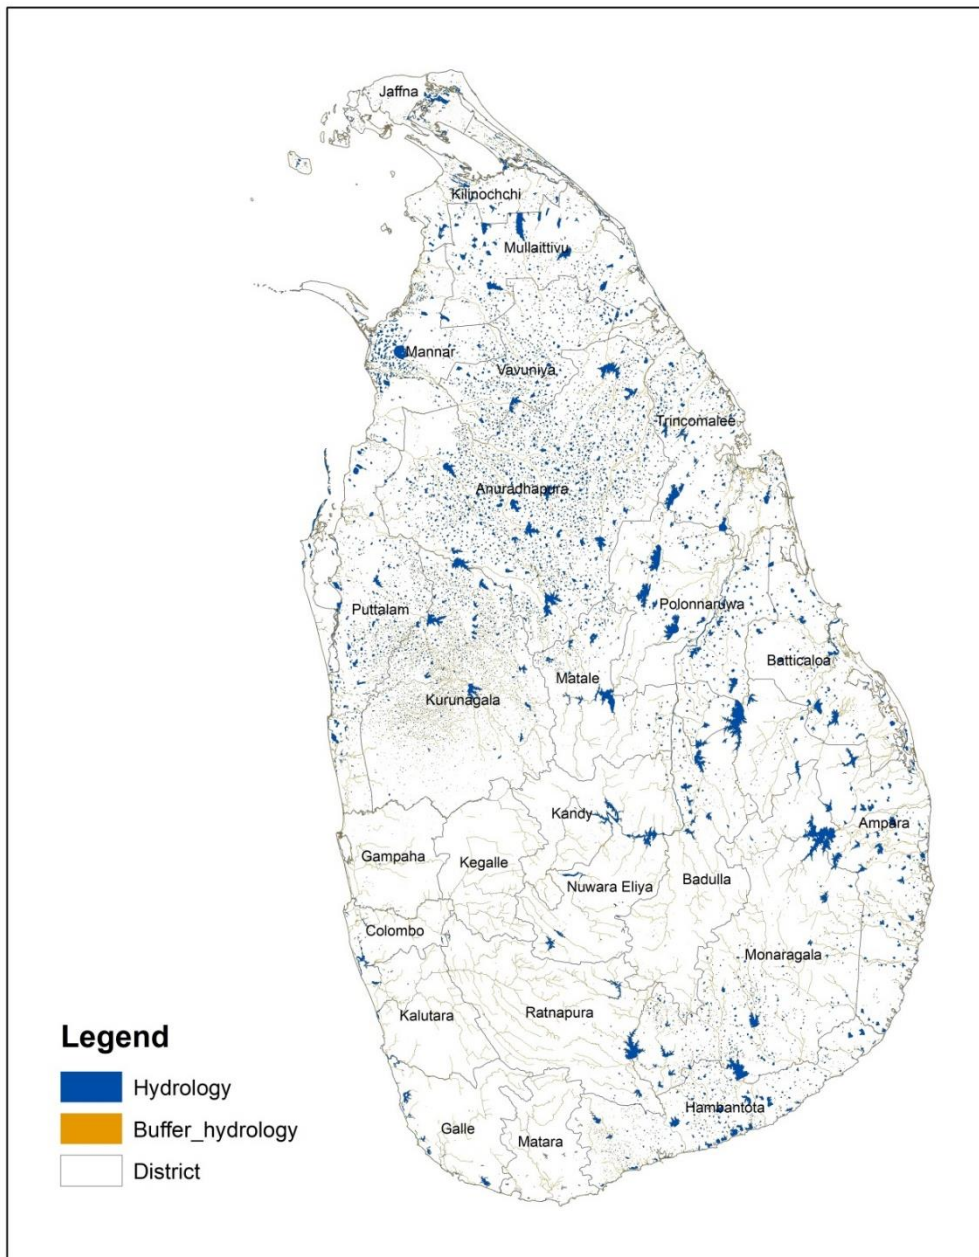 Jaffna
Kilinochchi
Mullaittivu
Mannar
Vavuniya
Trincomalee
Anuradhapura
Puttalam
Polonnaruwa
Batticaloa
Matale
Kurunagala
Kandy
Ampara
Gampaha
Kegalle
Nuwara Eliya
Badulla
Colombo
Monaragala
Kalutara
Ratnapura
Hambantota
Galle
Matara
Legend
Hydrology
Buffer_hydrology
District